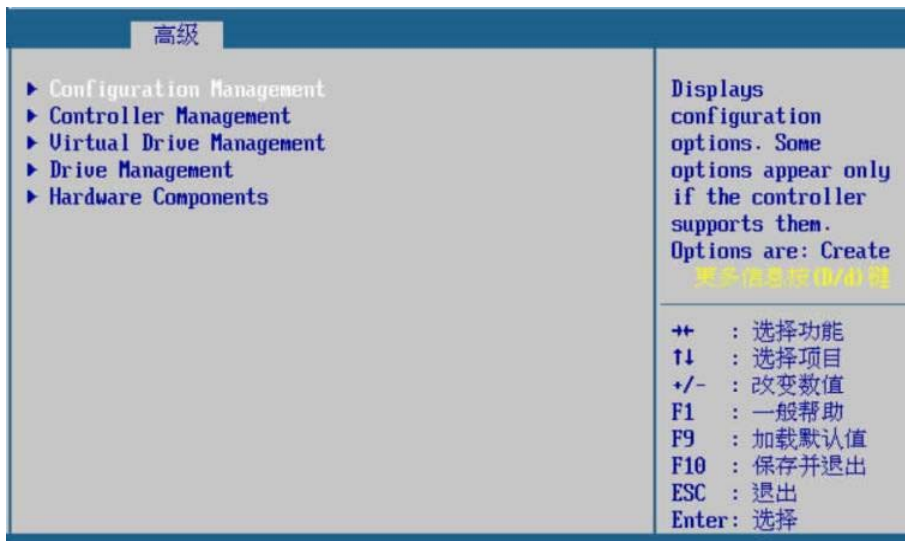 高级
▶ Configuration Management
▶ Controller Management
▶ Virtual Drive Management
▶ Drive Management
▶ Hardware Components
Displays
configuration
options. Some
options appear only
if the controller
supports them.
Options are: Create
更多信息按(D/d)键
→← : 选择功能
↑↓ : 选择项目
+/- : 改变数值
F1 : 一般帮助
F9 : 加载默认值
F10 : 保存并退出
ESC : 退出
Enter: 选择